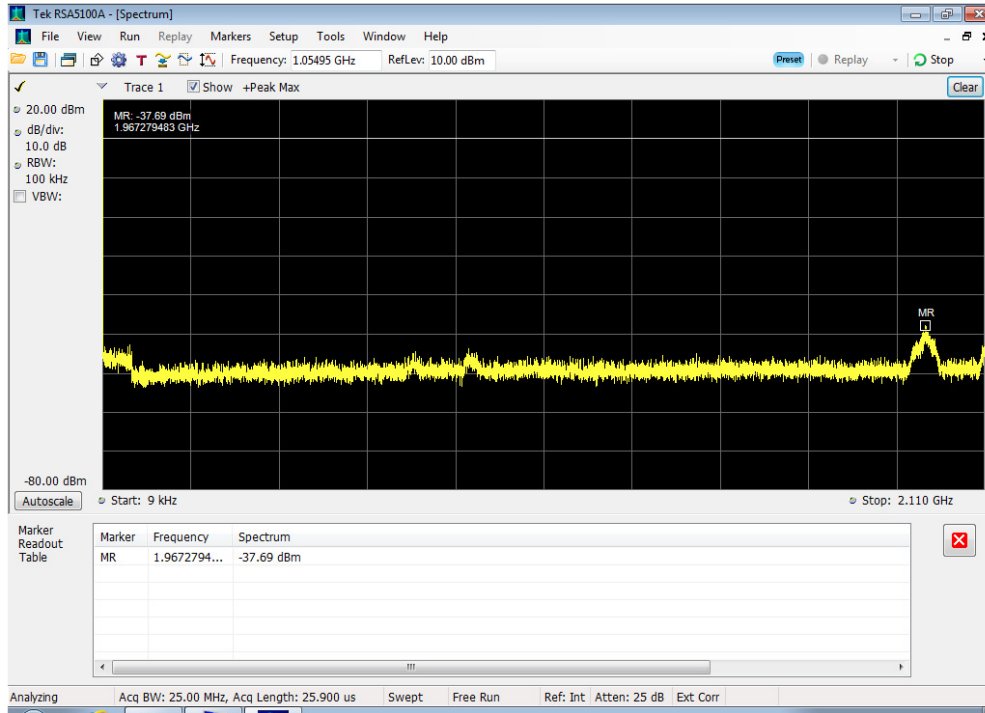 Tek RSA5100A - [Spectrum]
File View Run Replay Markers Setup Tools Window Help
T Frequency: 1.05495 GHz RefLev: 10.00 dBm Preset Replay Stop
Trace 1 Show +Peak Max Clear
20.00 dBm
dB/div:
10.0 dB
RBW:
100 kHz
VBW:
MR: -37.69 dBm
1.967279483 GHz
MR
-80.00 dBm
Autoscale Start: 9 kHz Stop: 2.110 GHz
Marker
Readout
Table
Marker Frequency Spectrum
MR 1.9672794... -37.69 dBm
Analyzing Acq BW: 25.00 MHz, Acq Length: 25.900 us Swept Free Run Ref: Int Atten: 25 dB Ext Corr